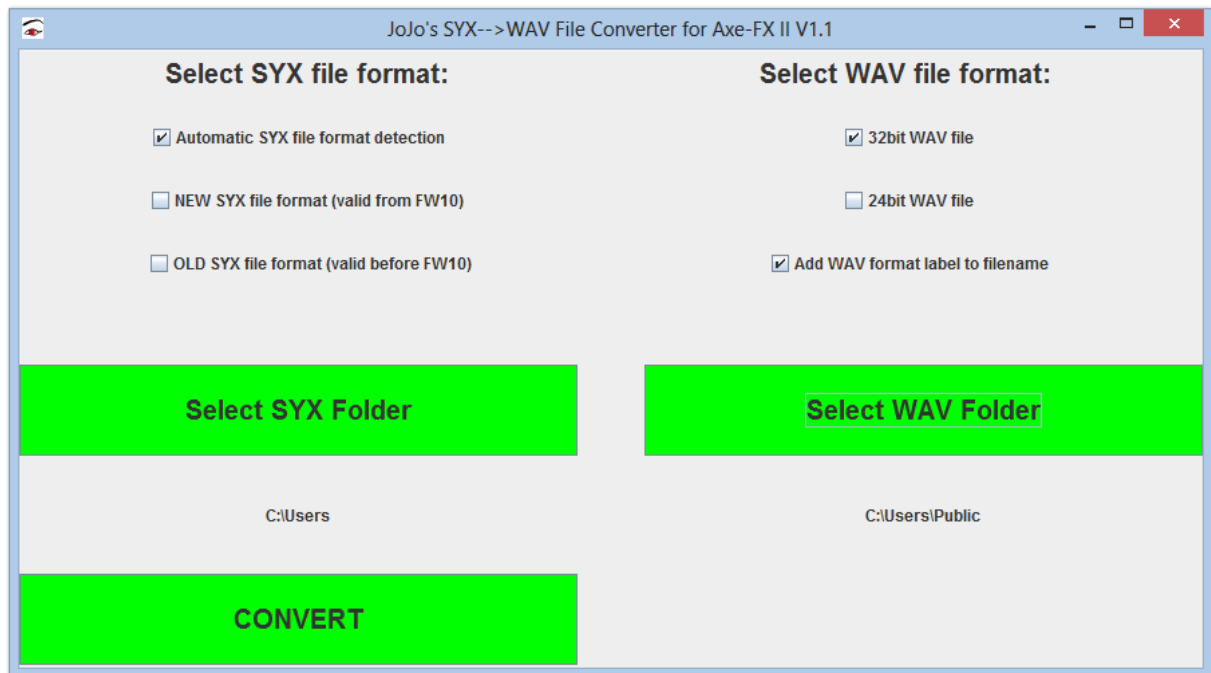 JoJo's SYX-->WAV File Converter for Axe-FX II V1.1
Select SYX file format:
Select WAV file format:
Automatic SYX file format detection
32bit WAV file
NEW SYX file format (valid from FW10)
24bit WAV file
OLD SYX file format (valid before FW10)
Add WAV format label to filename
Select SYX Folder
Select WAV Folder
C:\Users
C:\Users\Public
CONVERT